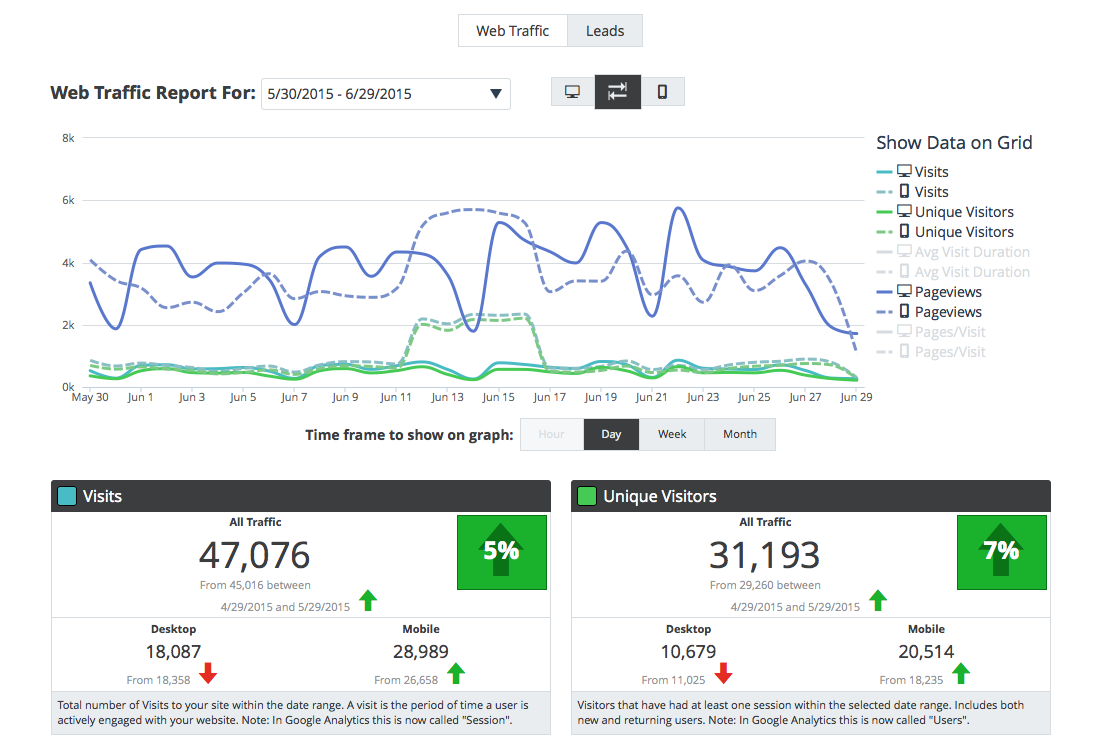 Web Traffic Leads
Web Traffic Report For: 5/30/2015 - 6/29/2015
8k
6k
4k
2k
0k
May 30 Jun 1 Jun 3 Jun 5 Jun 7 Jun 9 Jun 11 Jun 13 Jun 15 Jun 17 Jun 19 Jun 21 Jun 23 Jun 25 Jun 27 Jun 29
Show Data on Grid
Visits
Visits
Unique Visitors
Unique Visitors
Avg Visit Duration
Avg Visit Duration
Pageviews
Pageviews
Pages/Visit
Pages/Visit
Time frame to show on graph: Hour Day Week Month
Visits
All Traffic
47,076
5%
From 45,016 between
4/29/2015 and 5/29/2015
Desktop Mobile
18,087 28,989
From 18,358 From 26,658
Total number of Visits to your site within the date range. A visit is the period of time a user is
actively engaged with your website. Note: In Google Analytics this is now called "Session".
Unique Visitors
All Traffic
31,193
7%
From 29,260 between
4/29/2015 and 5/29/2015
Desktop Mobile
10,679 20,514
From 11,025 From 18,235
Visitors that have had at least one session within the selected date range. Includes both
new and returning users. Note: In Google Analytics this is now called "Users".